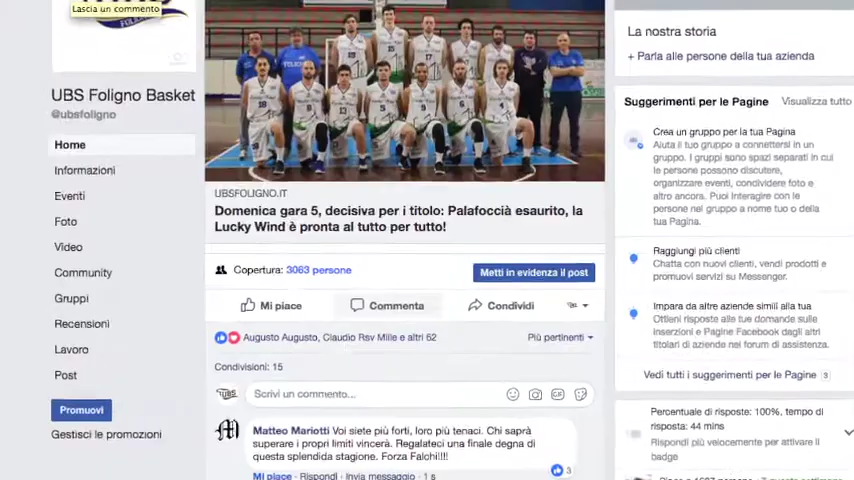 Lascia un commento
FOLIGNO
UBS Foligno Basket
@ubsfoligno
Home
Informazioni
Eventi
Foto
Video
Community
Gruppi
Recensioni
Lavoro
Post
Promuovi
Gestisci le promozioni
UBSFOLIGNO.IT
Domenica gara 5, decisiva per i titolo: Palafoccià esaurito, la
Lucky Wind è pronta al tutto per tutto!
Copertura: 3063 persone
Metti in evidenza il post
Mi piace
Commenta
Condividi
Augusto Augusto, Claudio Rsv Mille e altri 62
Più pertinenti
Condivisioni: 15
Scrivi un commento...
GIF
Matteo Mariotti Voi siete più forti, loro più tenaci. Chi saprà
superare i propri limiti vincerà. Regalateci una finale degna di
questa splendida stagione. Forza Falchi!!!!
3
Mi piace · Rispondi · Invia messaggio · 1 s
La nostra storia
+ Parla alle persone della tua azienda
Suggerimenti per le Pagine
Visualizza tutto
Crea un gruppo per la tua Pagina
Aiuta il tuo gruppo a connettersi in un
gruppo. I gruppi sono spazi separati in cui
le persone possono discutere,
organizzare eventi, condividere foto e
altro ancora. Puoi interagire con le
persone nel gruppo a nome tuo o della
tua Pagina.
Raggiungi più clienti
Chatta con nuovi clienti, vendi prodotti e
promuovi servizi su Messenger.
Impara da altre aziende simili alla tua
Ottieni risposte alle tue domande sulle
inserzioni e Pagine Facebook dagli altri
titolari di aziende nei forum di assistenza.
Vedi tutti i suggerimenti per le Pagine 3
Percentuale di risposte: 100%, tempo di
risposta: 44 mins
Rispondi più velocemente per attivare il
badge